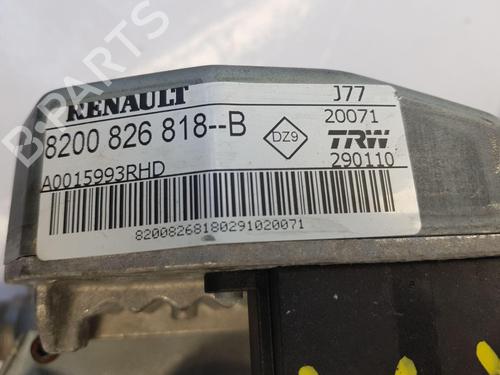 RENAULT
J77
8200 826 818--B
DZ9
20071
TRW
290110
A0015993RHD
82008268180291020071
B-PARTS